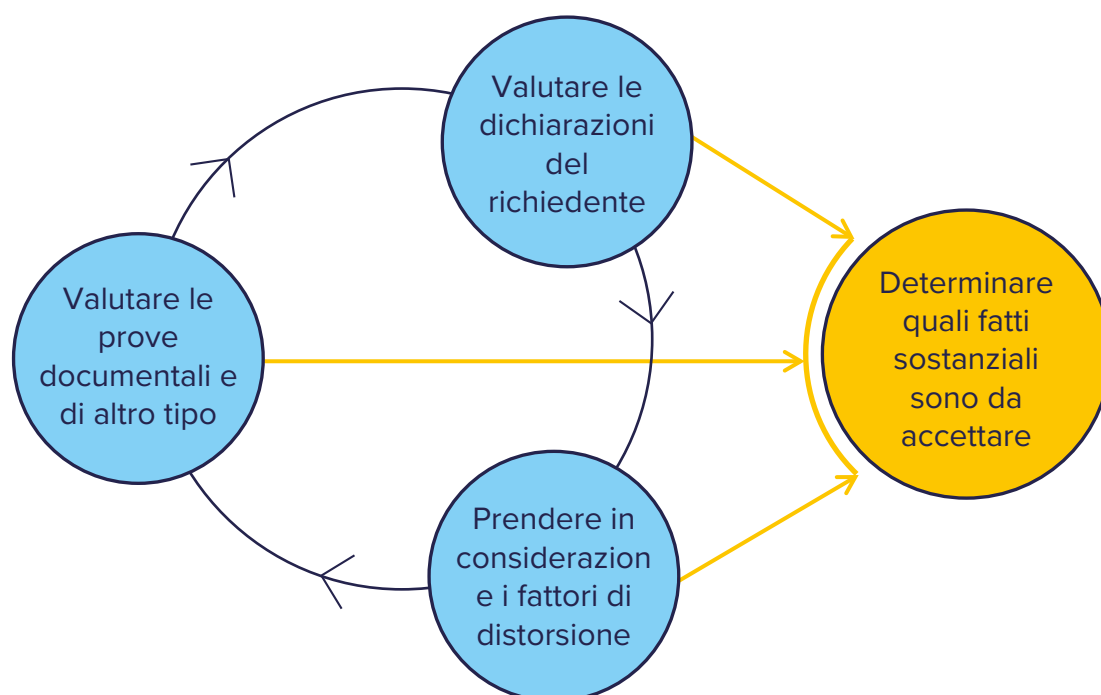 Valutare le
dichiarazioni
del
richiedente
Valutare le
prove
documentali e
di altro tipo
Determinare
quali fatti
sostanziali
sono da
accettare
Prendere in
considerazion
e i fattori di
distorsione